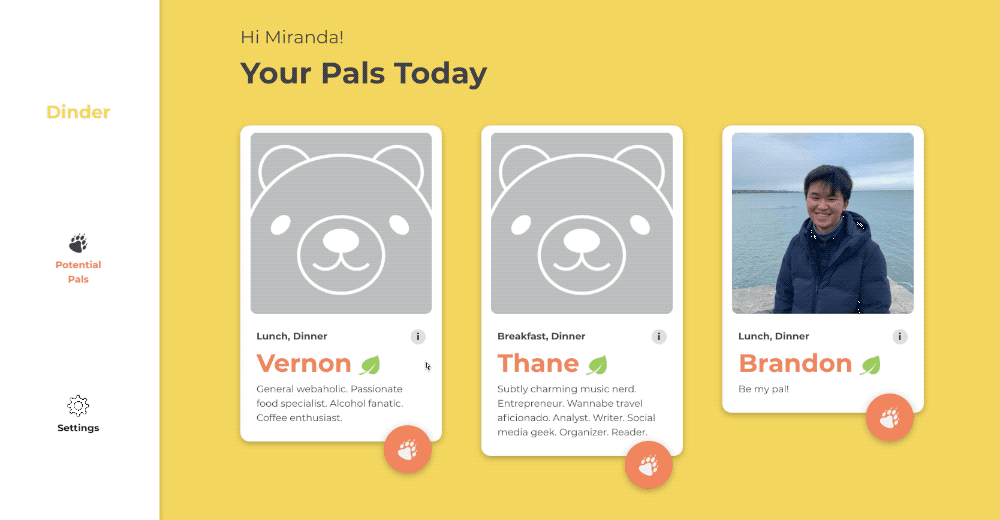 Hi Miranda!
Your Pals Today
Dinder
Potential
Pals
Settings
Lunch, Dinner
i
Vernon
General webaholic. Passionate
food specialist. Alcohol fanatic.
Coffee enthusiast.
Breakfast, Dinner
i
Thane
Subtly charming music nerd.
Entrepreneur. Wannabe travel
aficionado. Analyst. Writer. Social
media geek. Organizer. Reader.
Lunch, Dinner
i
Brandon
Be my pal!